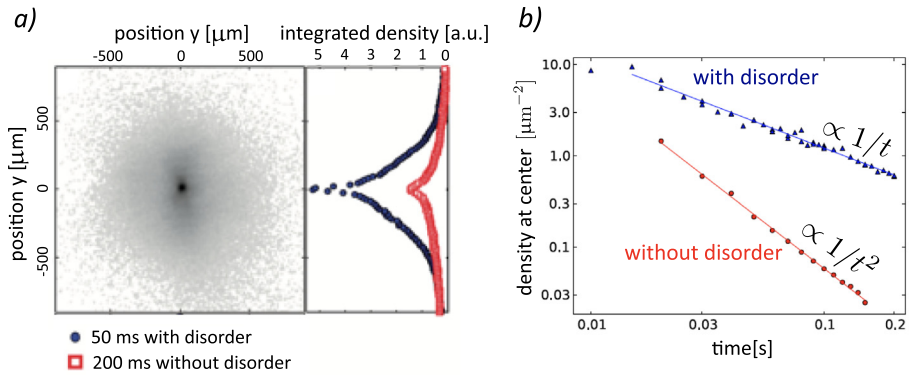 a)
position y [µm]
-500 0 500
integrated density [a.u.]
5 4 3 2 1 0
position y [µm]
500
0
-500
50 ms with disorder
200 ms without disorder
b)
density at center [µm⁻²]
10.0
3.0
1.0
0.3
0.1
0.03
with disorder
∝ 1/t
without disorder
∝ 1/t²
0.01 0.03 0.1 0.2
time[s]